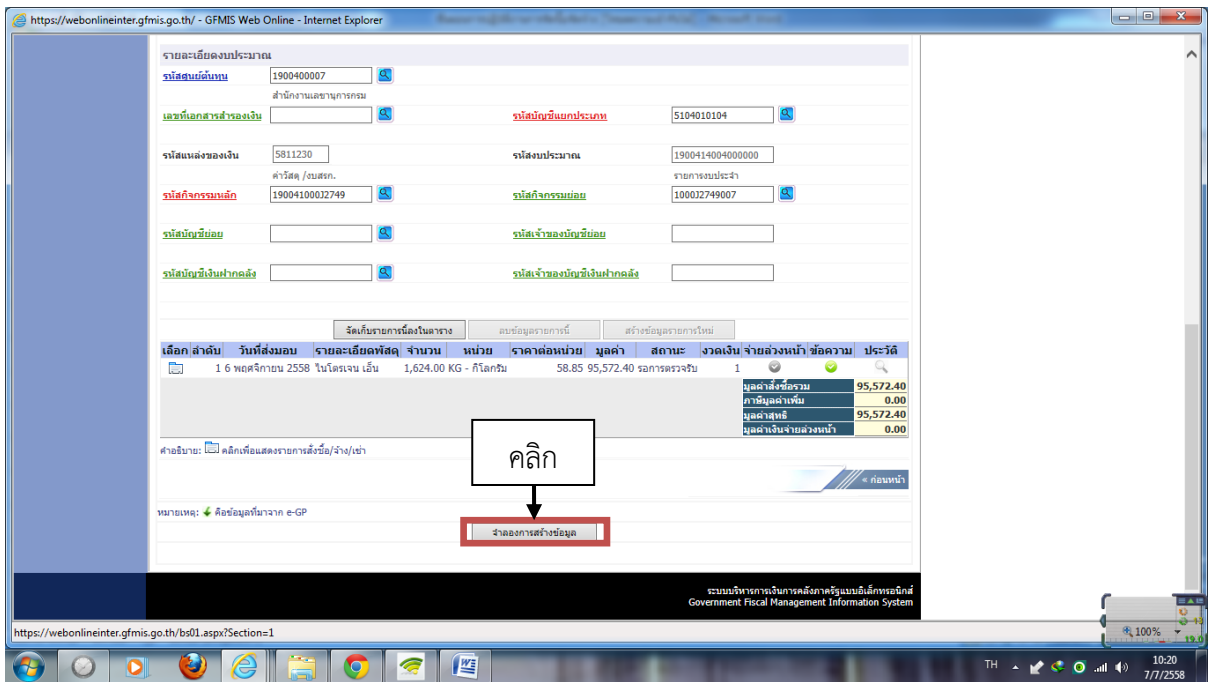 https://webonlineinter.gfmis.go.th/ - GFMIS Web Online - Internet Explorer
รายละเอียดงบประมาณ
รหัสศูนย์ต้นทุน 1900400007
สำนักงานเลขานุการกรม
เลขที่เอกสารสำรองเงิน รหัสบัญชีแยกประเภท 5104010104
รหัสแหล่งของเงิน 5811230 รหัสงบประมาณ 1900414004000000
ค่าวัสดุ /งบสรก. รายการงบประจำ
รหัสกิจกรรมหลัก 190041000J2749 รหัสกิจกรรมย่อย 1000J2749007
รหัสบัญชีย่อย รหัสเจ้าของบัญชีย่อย
รหัสบัญชีเงินฝากคลัง รหัสเจ้าของบัญชีเงินฝากคลัง
จัดเก็บรายการนี้ลงในตาราง ลบข้อมูลรายการนี้ สร้างข้อมูลรายการใหม่
เลือก ลำดับ วันที่ส่งมอบ รายละเอียดพัสดุ จำนวน หน่วย ราคาต่อหน่วย มูลค่า สถานะ งวดเงิน จ่ายล่วงหน้า ข้อความ ประวัติ
1 6 พฤศจิกายน 2558 ไนโตรเจน เอ็น 1,624.00 KG - กิโลกรัม 58.85 95,572.40 รอการตรวจรับ 1
มูลค่าสั่งซื้อรวม 95,572.40
ภาษีมูลค่าเพิ่ม 0.00
มูลค่าสุทธิ 95,572.40
มูลค่าเงินจ่ายล่วงหน้า 0.00
คำอธิบาย: คลิกเพื่อแสดงรายการสั่งซื้อ/จ้าง/เช่า
คลิก
« ก่อนหน้า
หมายเหตุ: คือข้อมูลที่มาจาก e-GP
จำลองการสร้างข้อมูล
ระบบบริหารการเงินการคลังภาครัฐแบบอิเล็กทรอนิกส์
Government Fiscal Management Information System
https://webonlineinter.gfmis.go.th/bs01.aspx?Section=1
100%
19.0
TH
10:20
7/7/2558